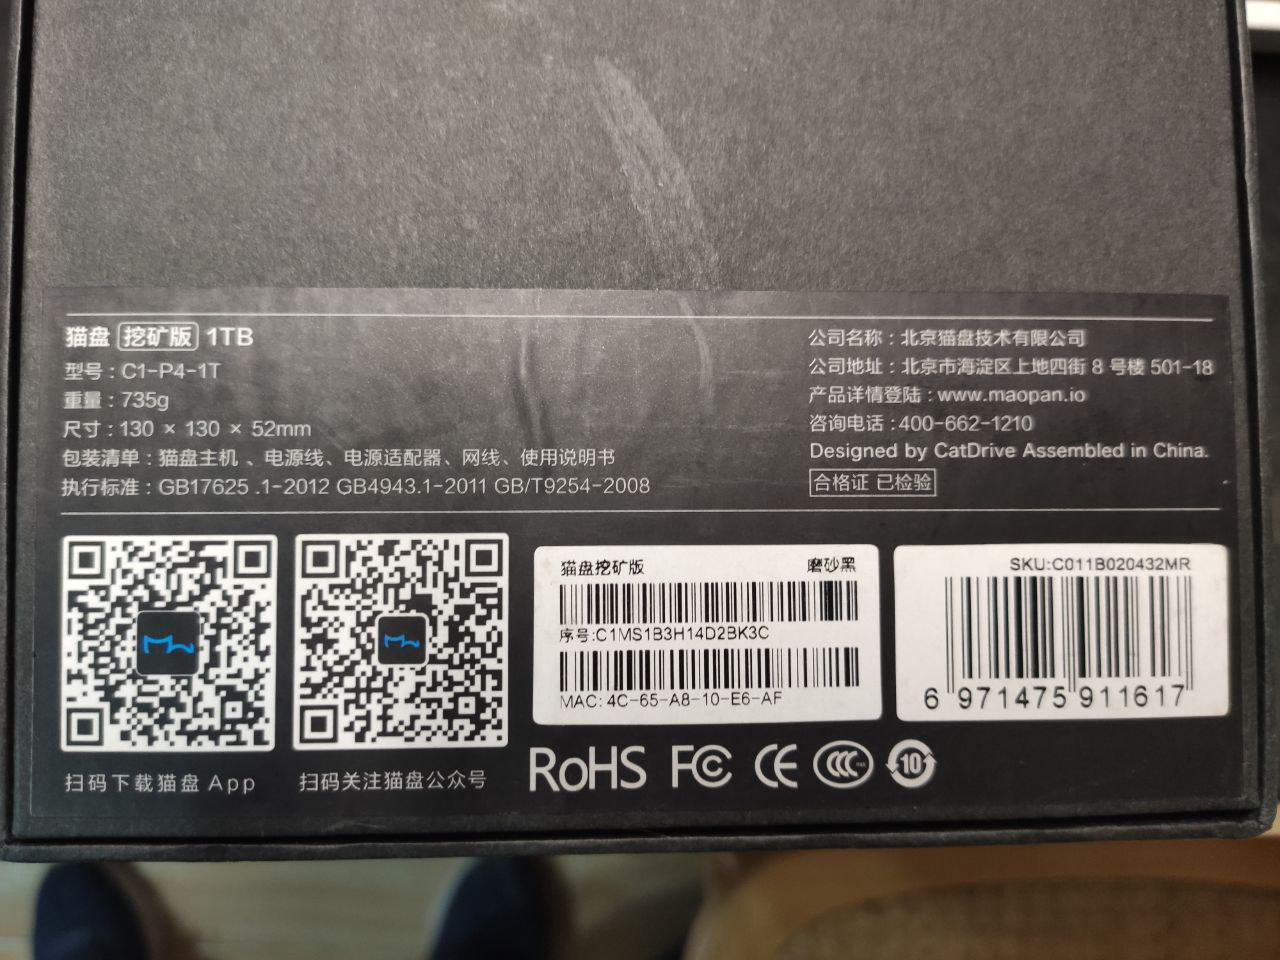 猫盘 挖矿版 1TB
型号：C1-P4-1T
重量：735g
尺寸：130 × 130 × 52mm
包装清单：猫盘主机 、电源线、电源适配器、网线、使用说明书
执行标准：GB17625 .1-2012 GB4943.1-2011 GB/T9254-2008
公司名称：北京猫盘技术有限公司
公司地址：北京市海淀区上地四街 8 号楼 501-18
产品详情登陆：www.maopan.io
咨询电话：400-662-1210
Designed by CatDrive Assembled in China.
合格证 已检验
扫码下载猫盘 App
扫码关注猫盘公众号
猫盘挖矿版 磨砂黑
序号:C1MS1B3H14D2BK3C
MAC: 4C-65-A8-10-E6-AF
SKU:C011B020432MR
6 971475 911617
RoHS FC CE CCC 10